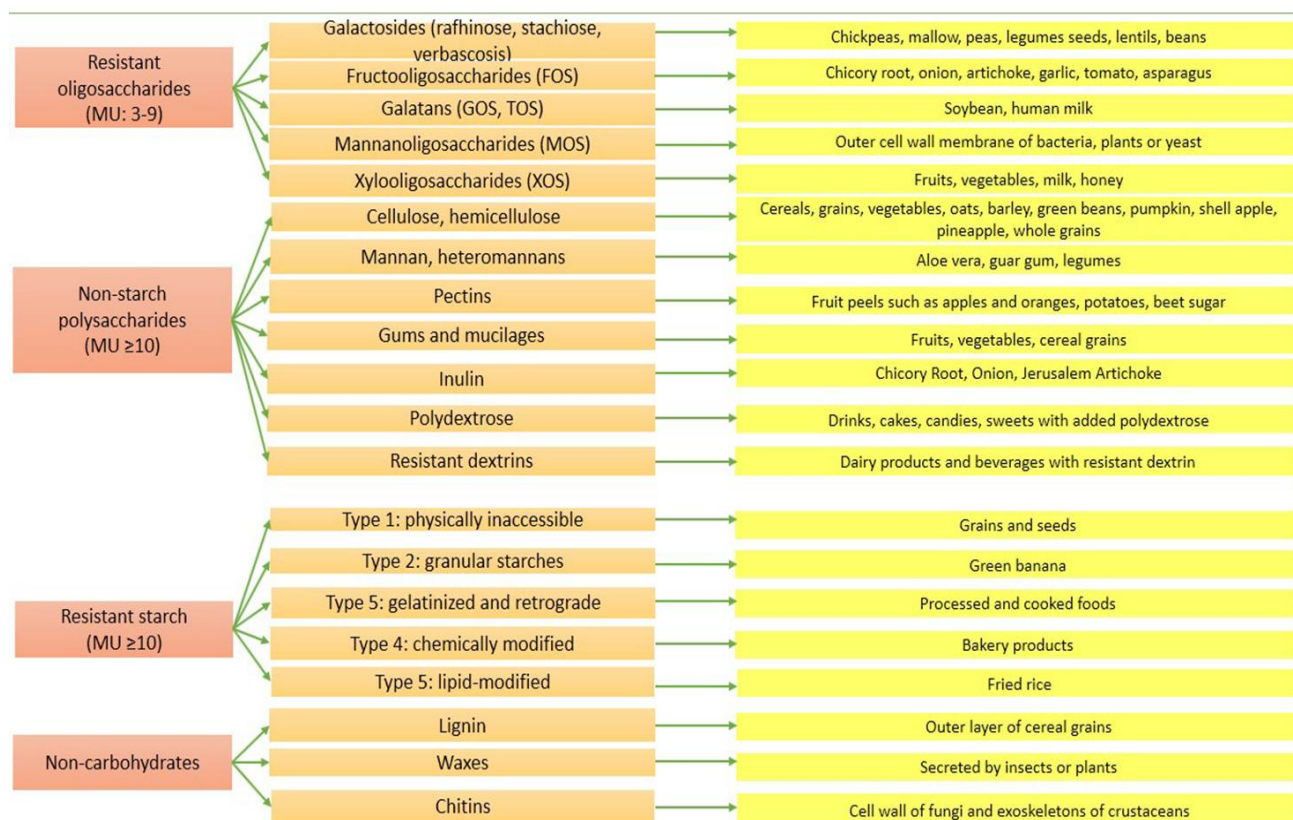 Resistant
oligosaccharides
(MU: 3-9)
Galactosides (rafhinose, stachiose,
verbascosis)
Chickpeas, mallow, peas, legumes seeds, lentils, beans
Fructooligosaccharides (FOS)
Chicory root, onion, artichoke, garlic, tomato, asparagus
Galatans (GOS, TOS)
Soybean, human milk
Mannanoligosaccharides (MOS)
Outer cell wall membrane of bacteria, plants or yeast
Xylooligosaccharides (XOS)
Fruits, vegetables, milk, honey
Non-starch
polysaccharides
(MU ≥10)
Cellulose, hemicellulose
Cereals, grains, vegetables, oats, barley, green beans, pumpkin, shell apple,
pineapple, whole grains
Mannan, heteromannans
Aloe vera, guar gum, legumes
Pectins
Fruit peels such as apples and oranges, potatoes, beet sugar
Gums and mucilages
Fruits, vegetables, cereal grains
Inulin
Chicory Root, Onion, Jerusalem Artichoke
Polydextrose
Drinks, cakes, candies, sweets with added polydextrose
Resistant dextrins
Dairy products and beverages with resistant dextrin
Resistant starch
(MU ≥10)
Type 1: physically inaccessible
Grains and seeds
Type 2: granular starches
Green banana
Type 5: gelatinized and retrograde
Processed and cooked foods
Type 4: chemically modified
Bakery products
Type 5: lipid-modified
Fried rice
Non-carbohydrates
Lignin
Outer layer of cereal grains
Waxes
Secreted by insects or plants
Chitins
Cell wall of fungi and exoskeletons of crustaceans